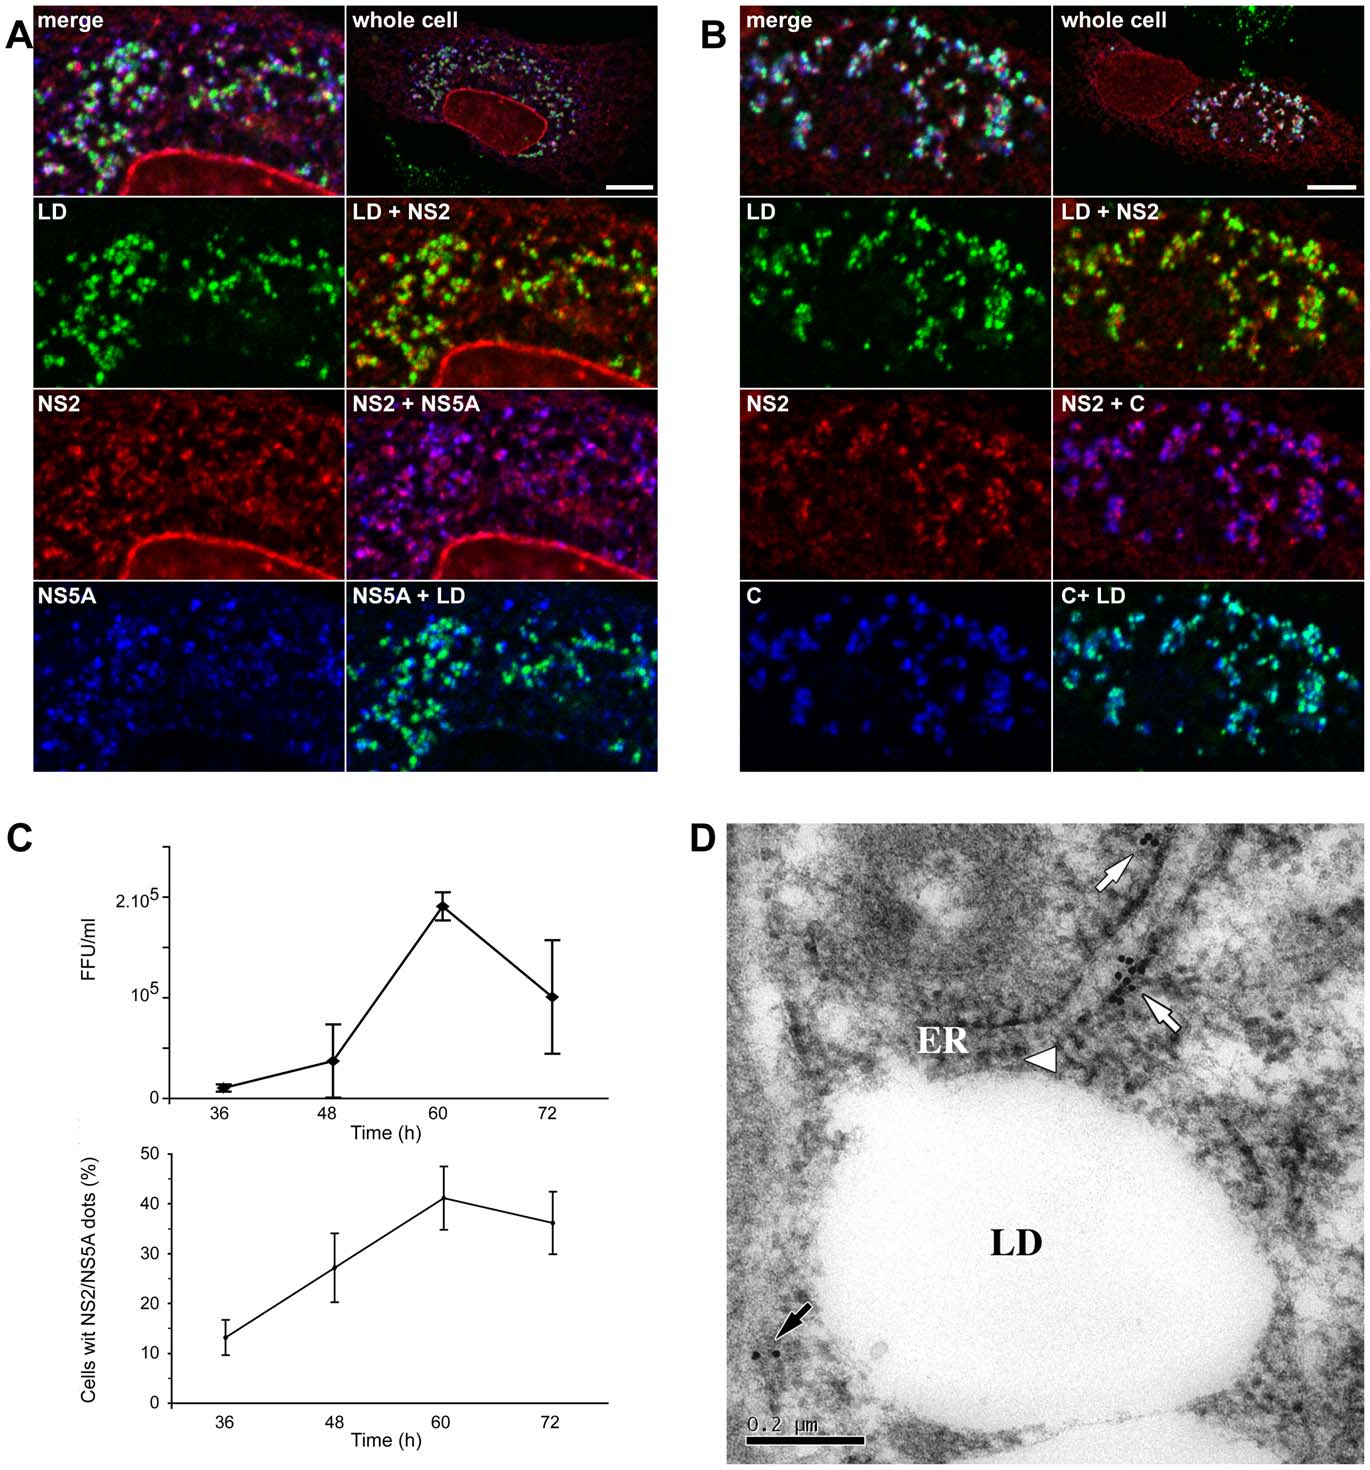 A
merge
whole cell
LD
LD + NS2
NS2
NS2 + NS5A
NS5A
NS5A + LD
B
merge
whole cell
LD
LD + NS2
NS2
NS2 + C
C
C+ LD
C
FFU/ml
2.10⁵
10⁵
0
36 48 60 72
Time (h)
Cells wit NS2/NS5A dots (%)
50
40
30
20
10
0
36 48 60 72
Time (h)
D
ER
LD
0.2 µm